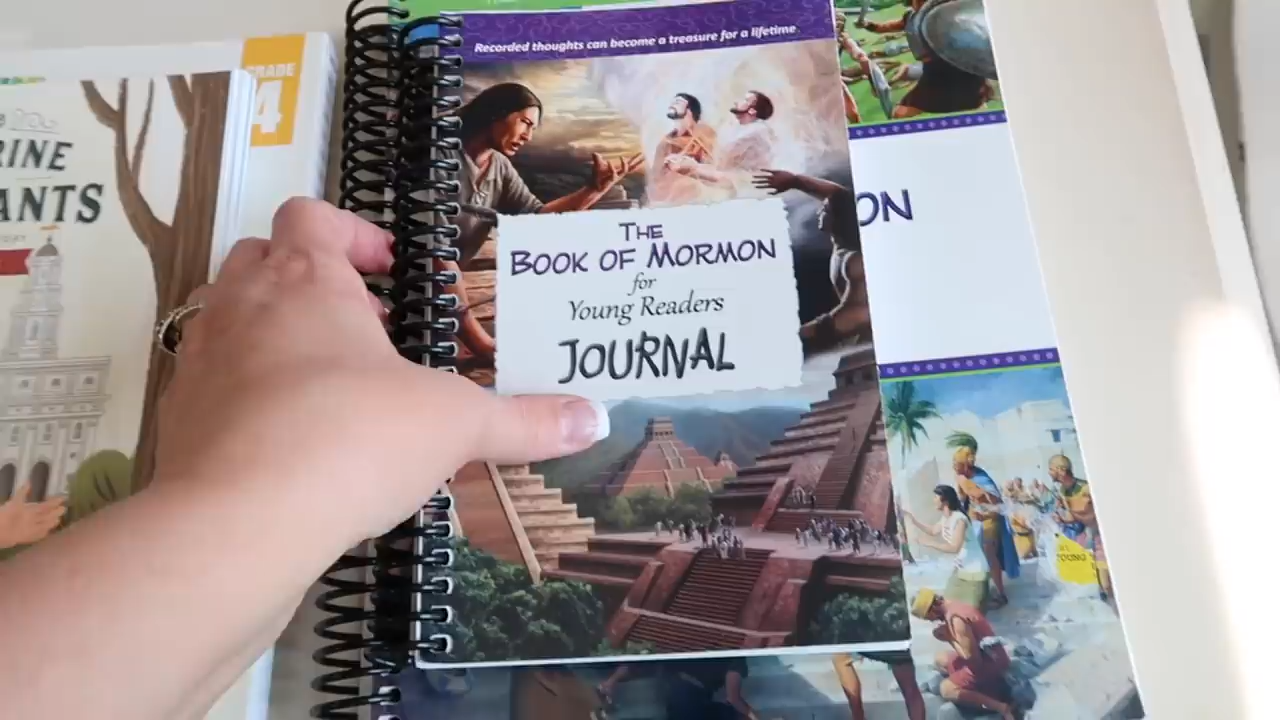 GRADE
4
RINE
ANTS
Recorded thoughts can become a treasure for a lifetime
THE
BOOK OF MORMON
for
Young Readers
JOURNAL
ON